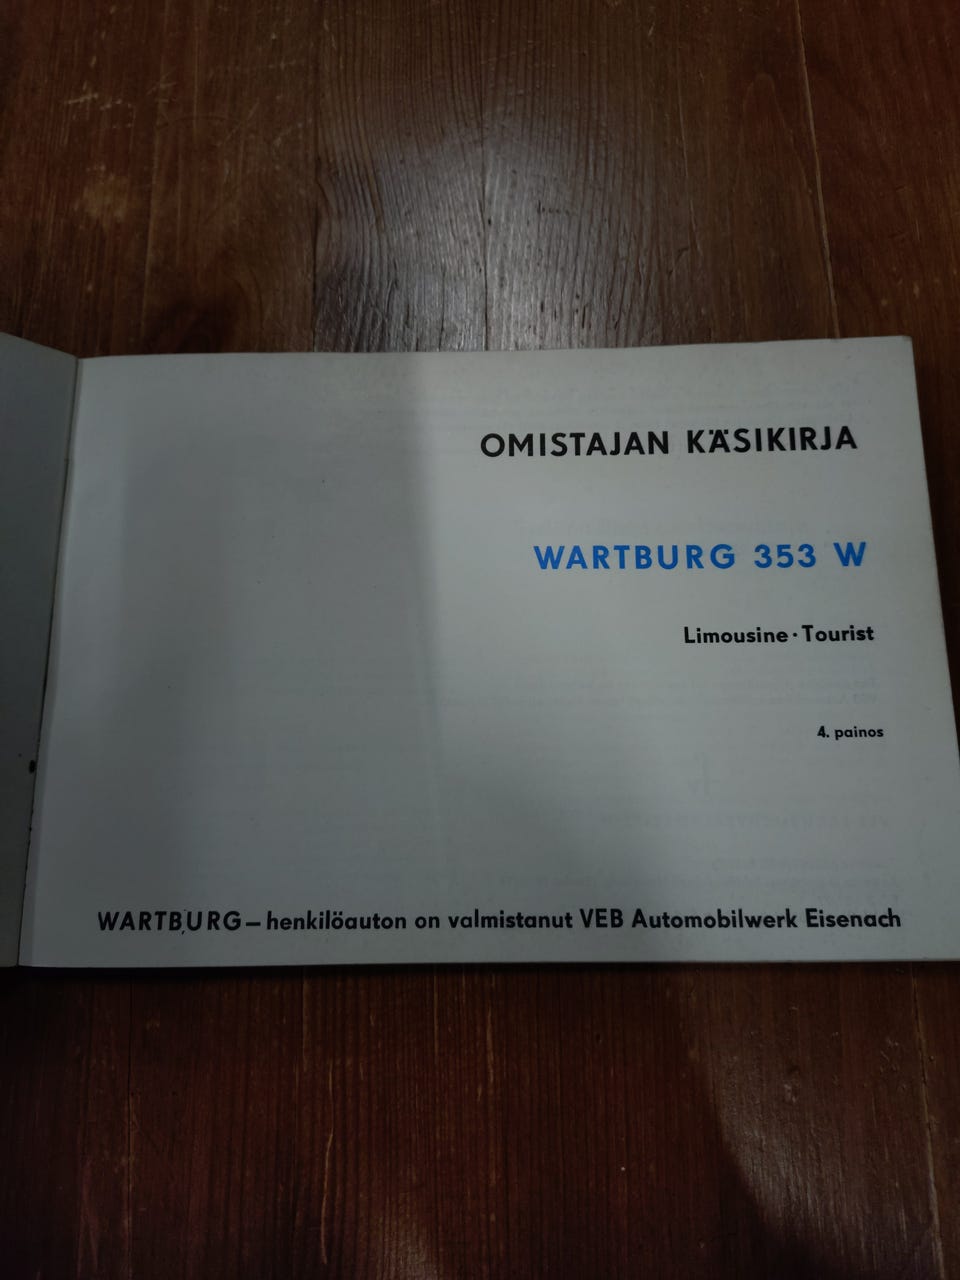 OMISTAJAN KÄSIKIRJA
WARTBURG 353 W
Limousine · Tourist
4. painos
WARTBURG – henkilöauton on valmistanut VEB Automobilwerk Eisenach